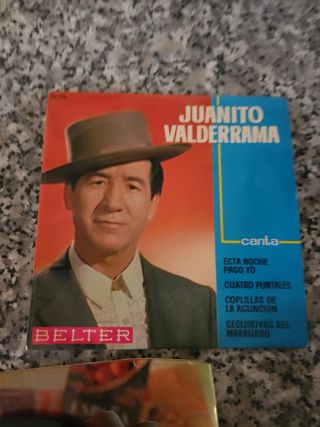 JUANITO
VALDERRAMA
canta
ESTA NOCHE
PAGO YO
CUATRO PUNTALES
COPLILLAS DE
LA ASUNCION
SEGUIRIYAS DEL
MARRURRO
BELTER